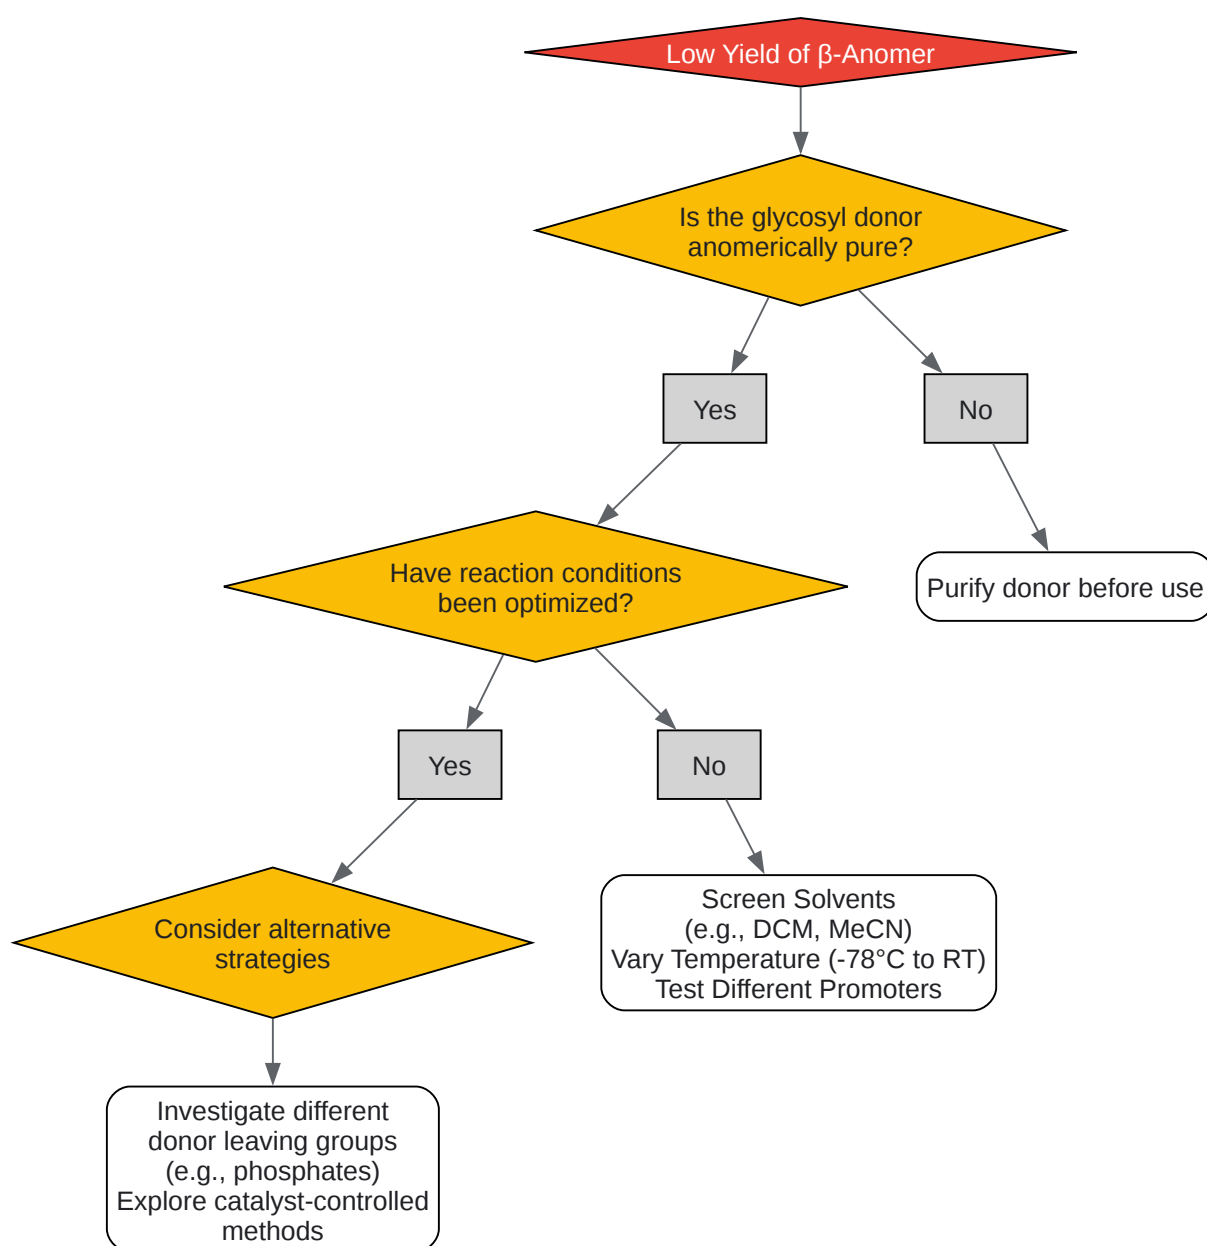 Low Yield of β-Anomer
Is the glycosyl donor
anomerically pure?
Yes
No
Have reaction conditions
been optimized?
Purify donor before use
Yes
No
Consider alternative
strategies
Screen Solvents
(e.g., DCM, MeCN)
Vary Temperature (-78°C to RT)
Test Different Promoters
Investigate different
donor leaving groups
(e.g., phosphates)
Explore catalyst-controlled
methods